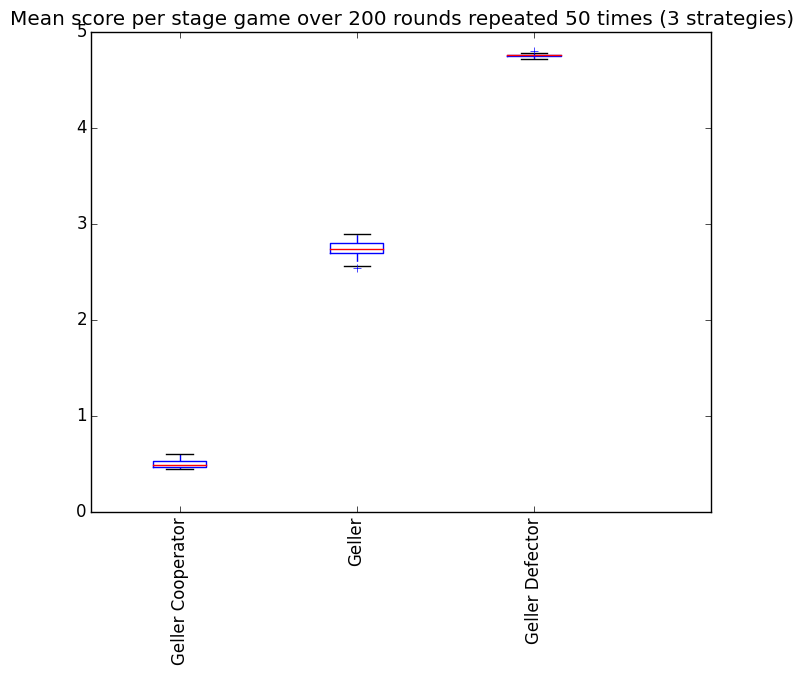 Mean score per stage game over 200 rounds repeated 50 times (3 strategies)
5
4
3
2
1
0
Geller Cooperator
Geller
Geller Defector